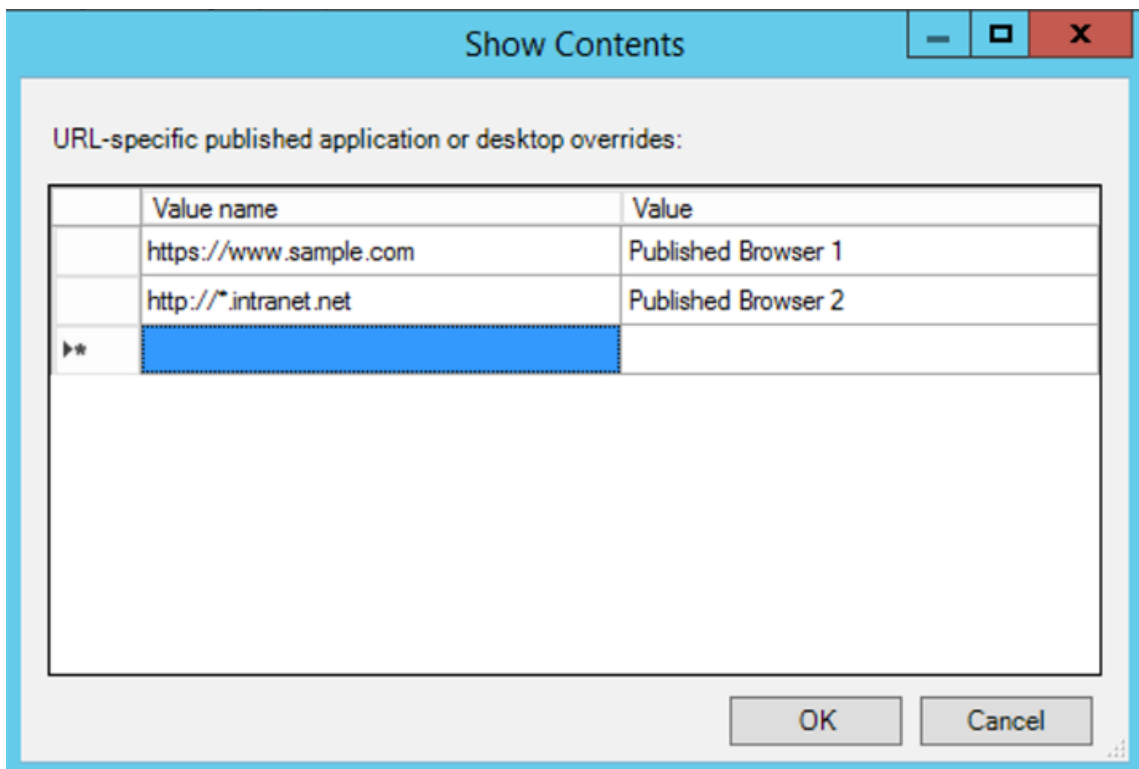 Show Contents
URL-specific published application or desktop overrides:
Value name Value
https://www.sample.com Published Browser 1
http://*.intranet.net Published Browser 2
OK Cancel